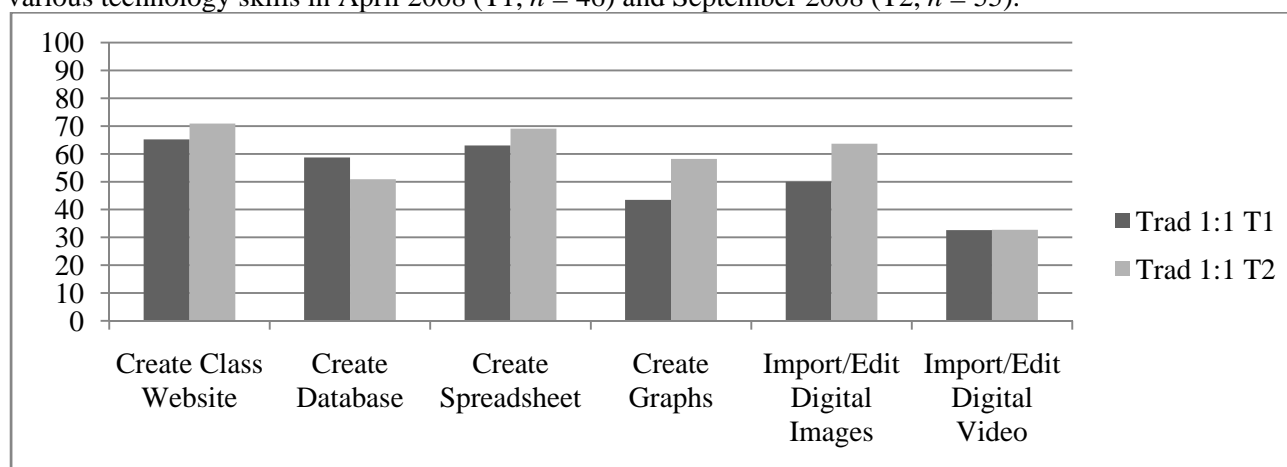 various technology skills in April 2008 (T1, n = 46) and September 2008 (T2, n = 55).
100
90
80
70
60
50
40
30
20
10
0
Create Class
Website
Create
Database
Create
Spreadsheet
Create
Graphs
Import/Edit
Digital
Images
Import/Edit
Digital
Video
Trad 1:1 T1
Trad 1:1 T2